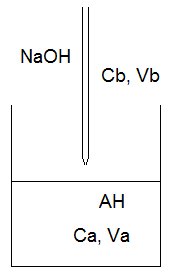 NaOH
Cb, Vb
AH
Ca, Va